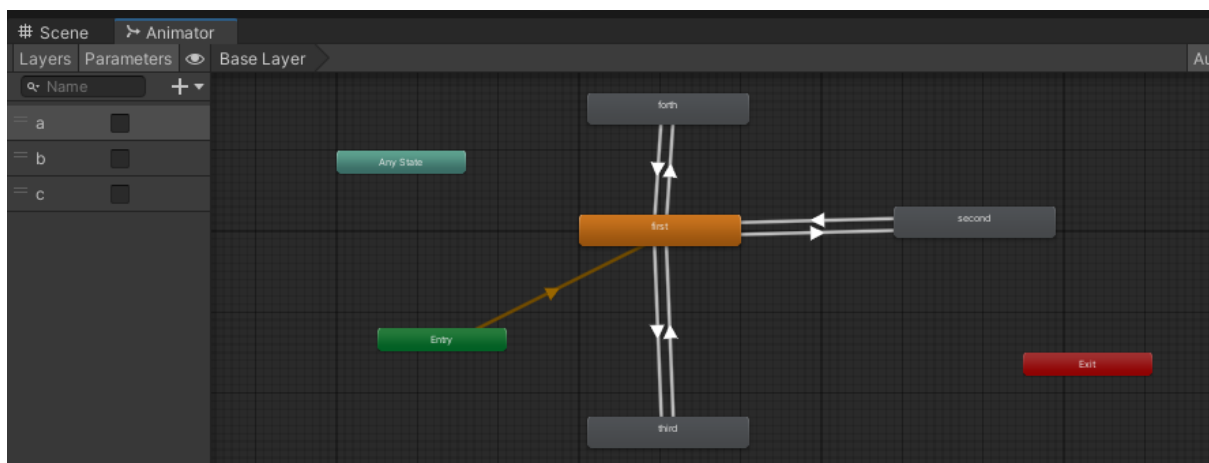 Scene Animator
Layers Parameters Base Layer Au
Name
a
b
c
forth
Any State
first
second
Entry
Exit
third